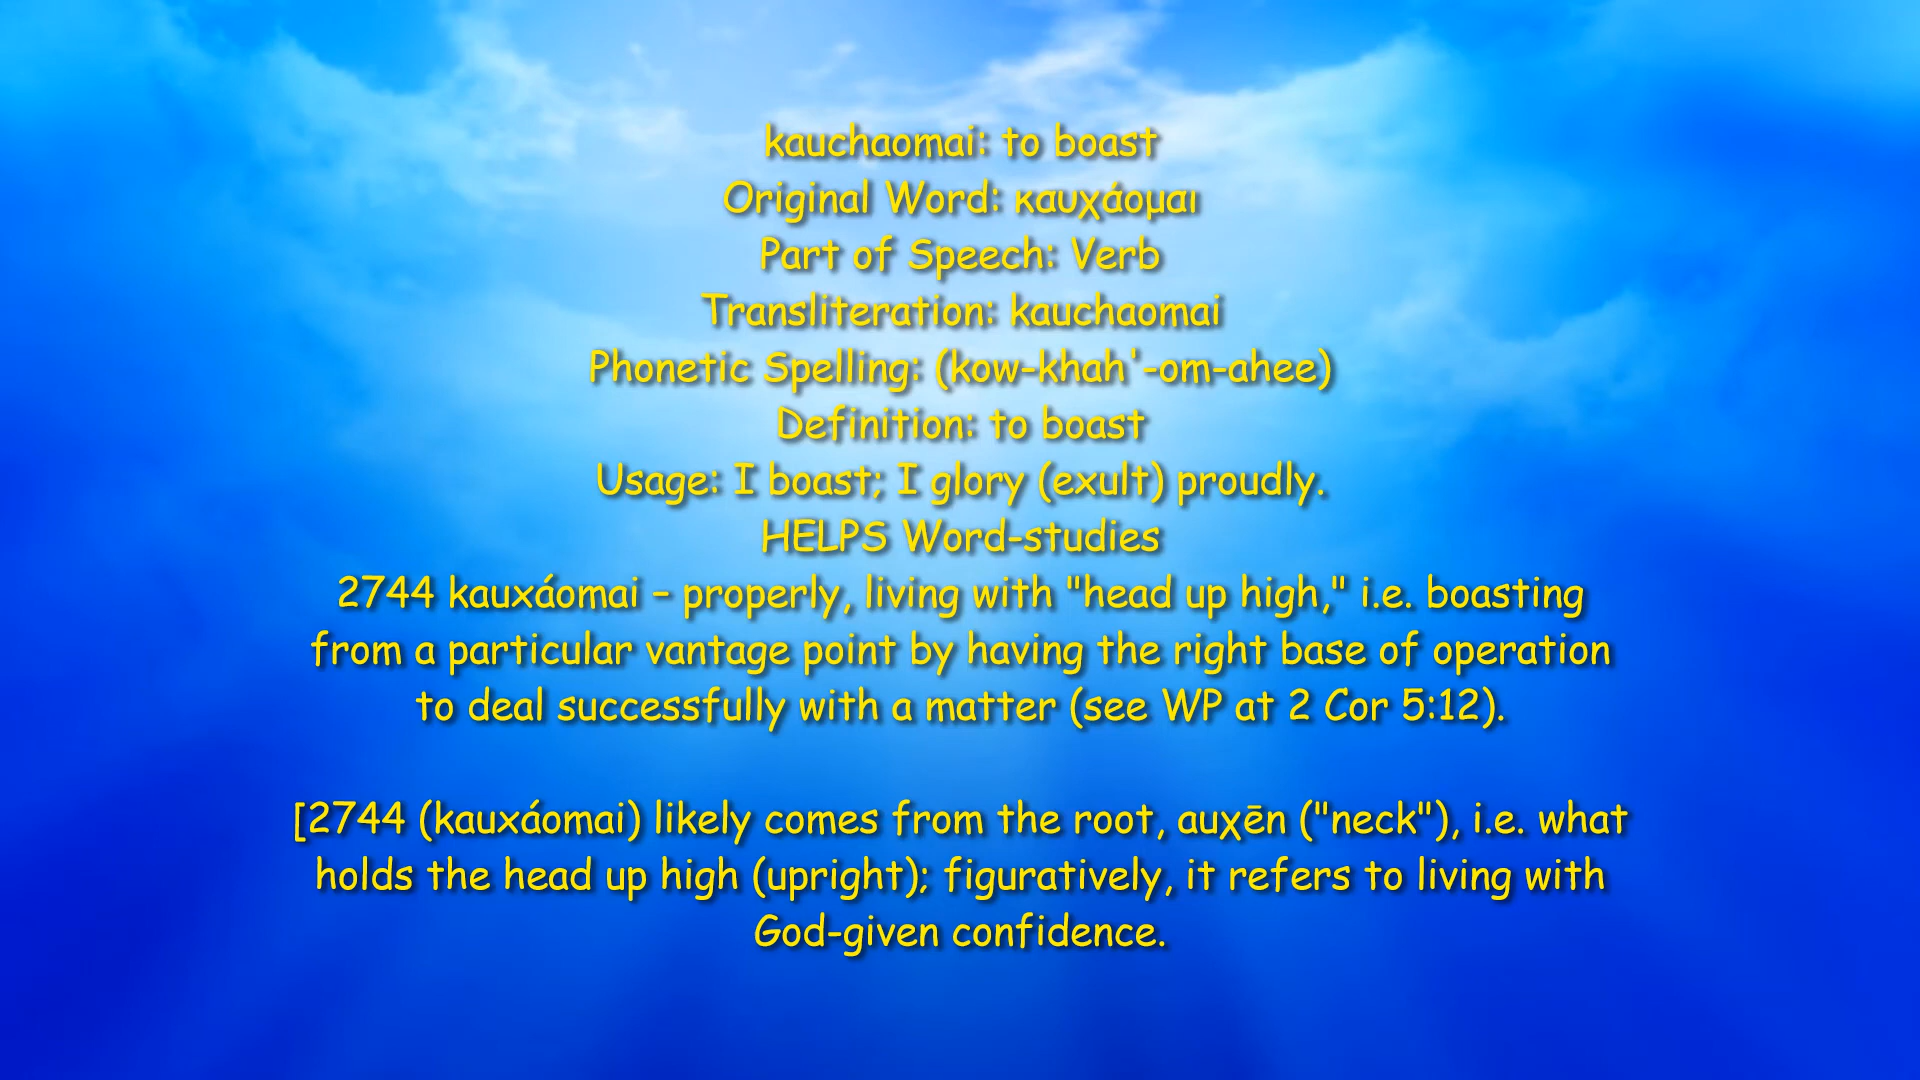 kauchaomai: to boast
Original Word: καυχάομαι
Part of Speech: Verb
Transliteration: kauchaomai
Phonetic Spelling: (kow-khah'-om-ahee)
Definition: to boast
Usage: I boast; I glory (exult) proudly.
HELPS Word-studies
2744 kauxáomai – properly, living with "head up high," i.e. boasting
from a particular vantage point by having the right base of operation
to deal successfully with a matter (see WP at 2 Cor 5:12).
[2744 (kauxáomai) likely comes from the root, auχēn ("neck"), i.e. what
holds the head up high (upright); figuratively, it refers to living with
God-given confidence.